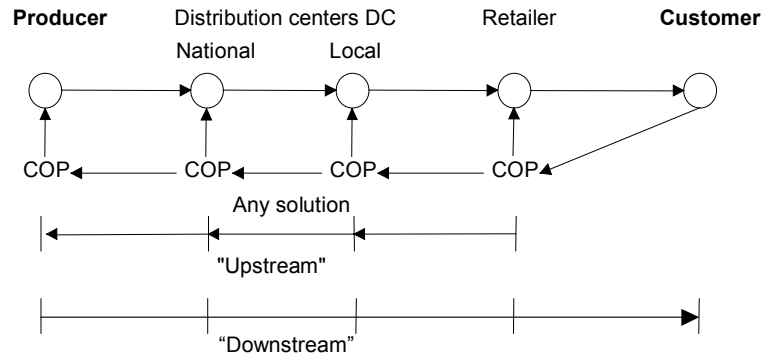 Producer Distribution centers DC Retailer Customer
National Local
COP COP COP COP
Any solution
"Upstream"
“Downstream”